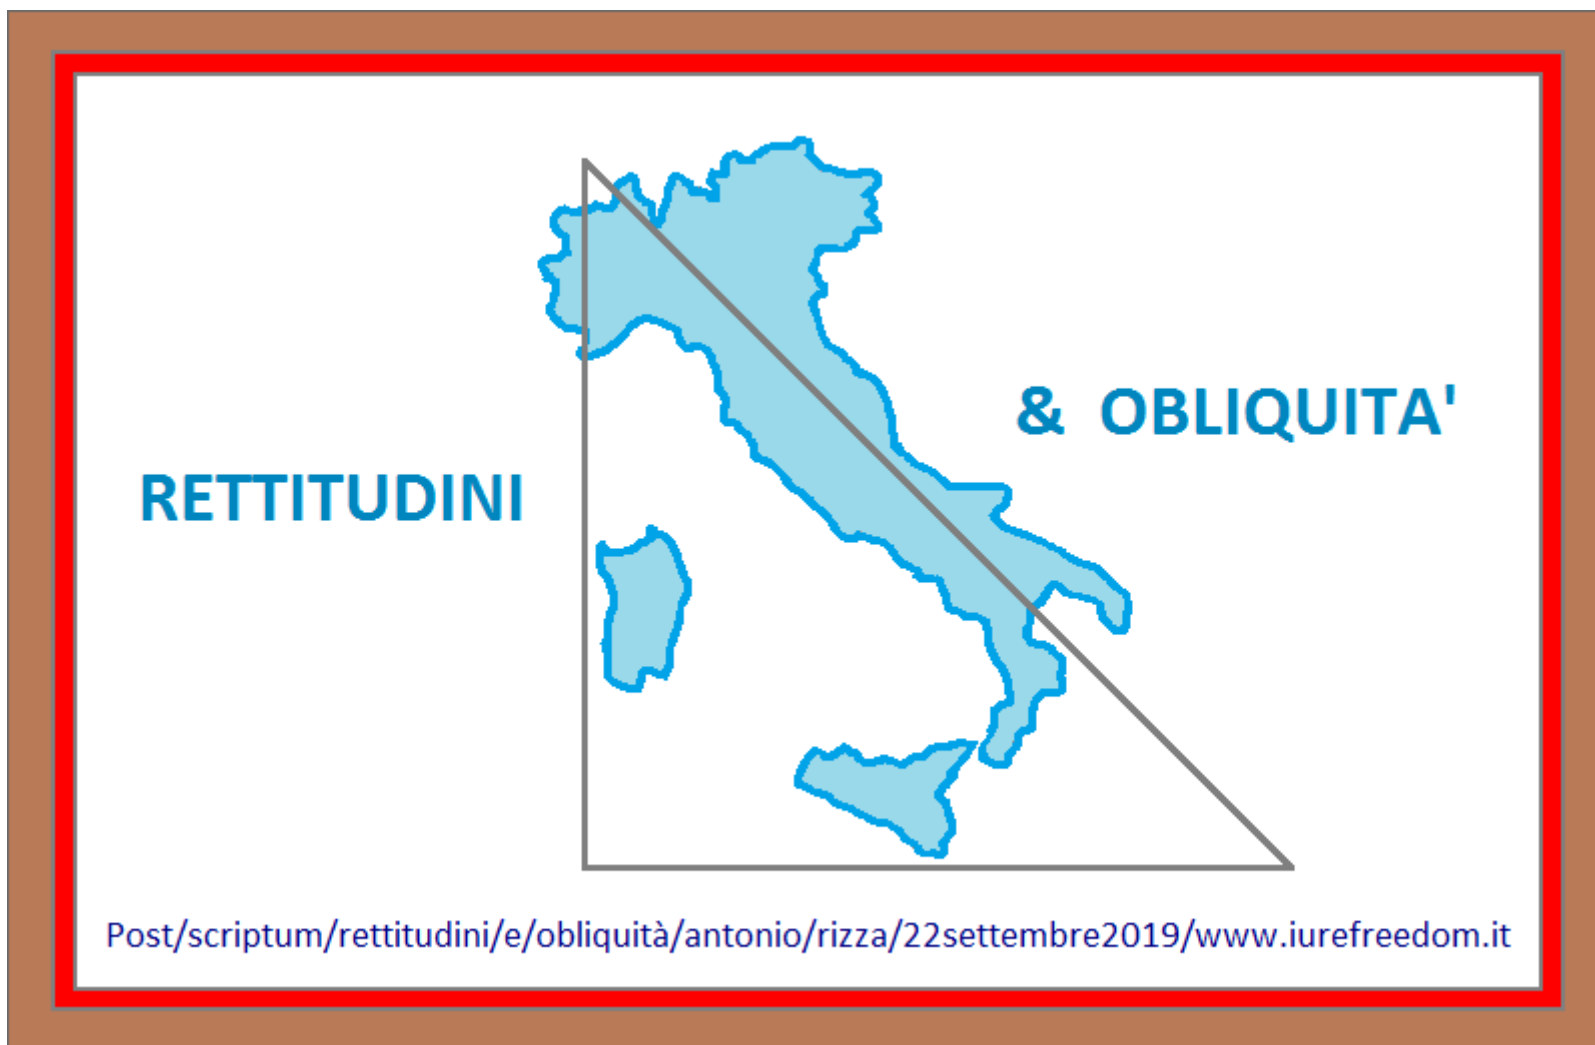 RETTITUDINI
& OBLIQUITA'
Post/scriptum/rettitudini/e/obliquità/antonio/rizza/22settembre2019/www.iurefreedom.it